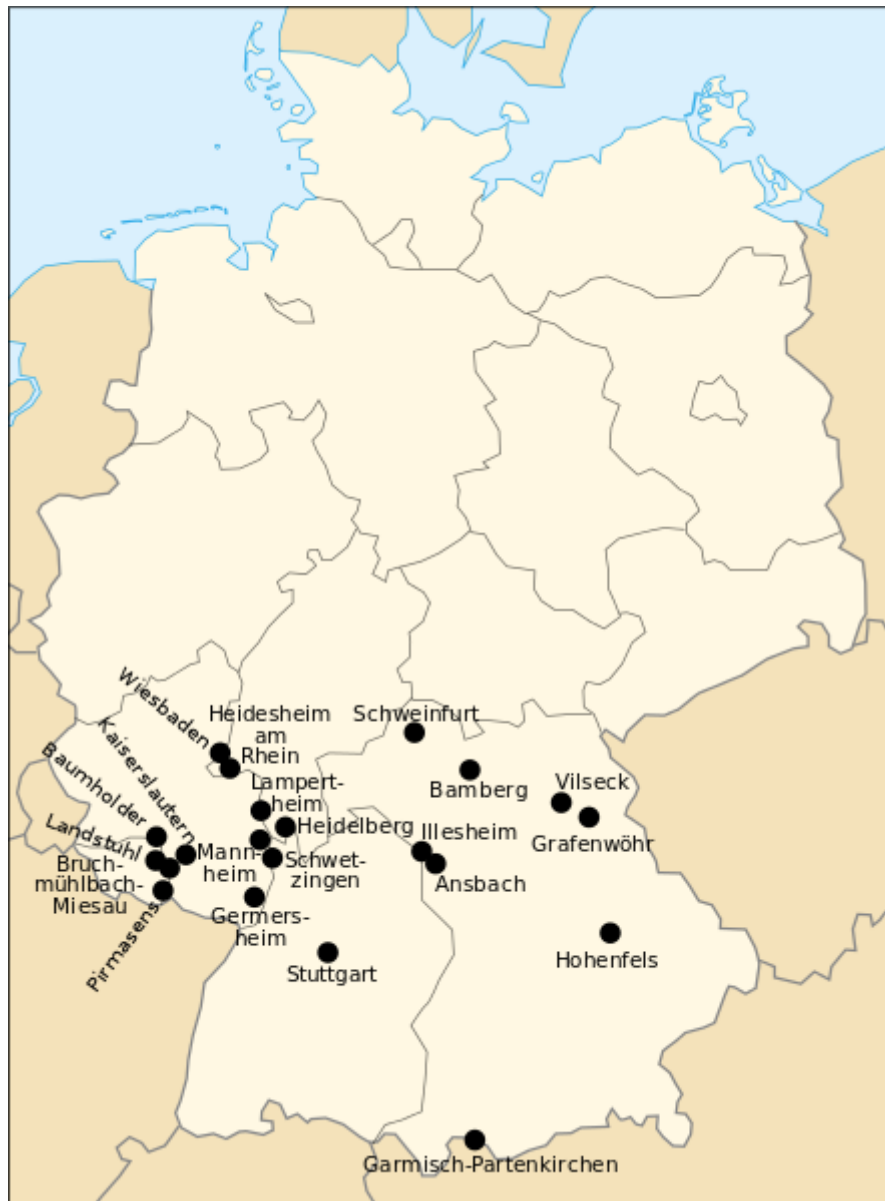 Wiesbaden
Heidesheim
am
Rhein
Schweinfurt
Kaiserslautern
Baumholder
Lampert-
heim
Bamberg
Vilseck
Heidelberg
Illesheim
Grafenwöhr
Landstuhl
Mann-
heim
Schwet-
zingen
Ansbach
Bruch-
mühlbach-
Miesau
Germers-
heim
Pirmasens
Stuttgart
Hohenfels
Garmisch-Partenkirchen